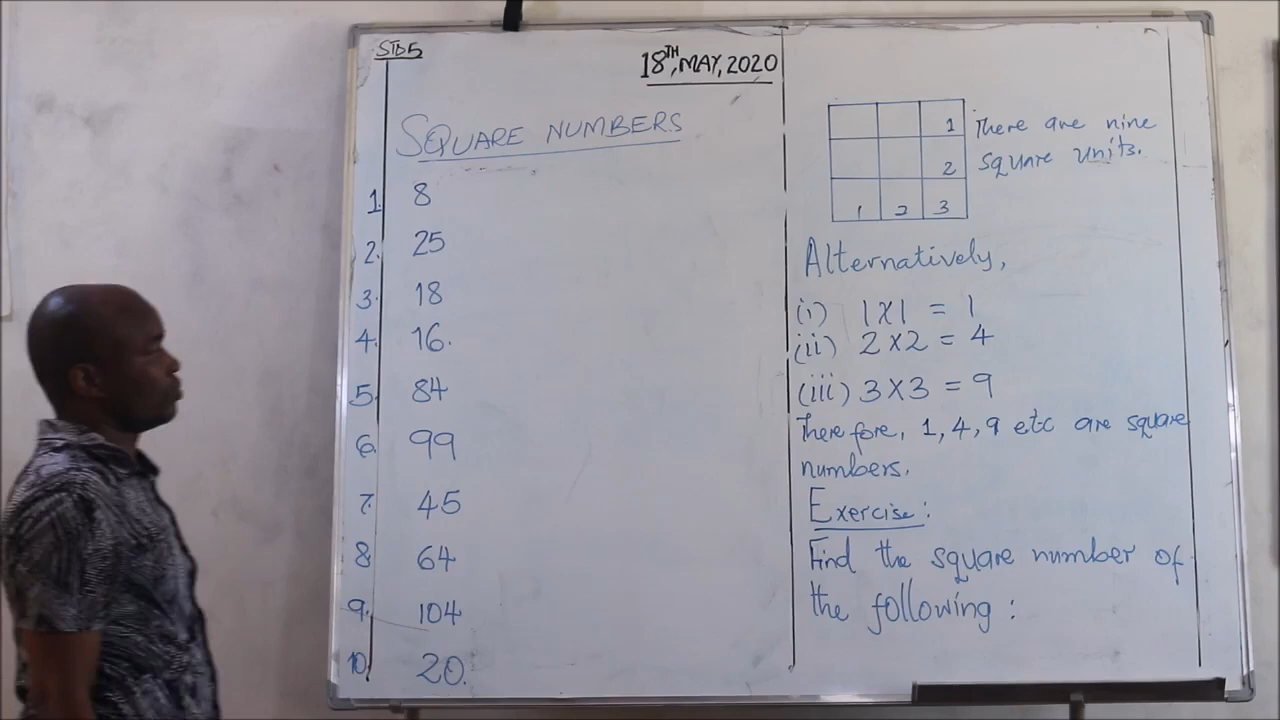 STD 5
18TH, MAY, 2020
SQUARE NUMBERS
1. 8
2. 25
3. 18
4. 16.
5. 84
6. 99
7. 45
8. 64
9. 104
10. 20.
1
2
1 2 3
There are nine
square units.
Alternatively,
(i) 1x1 = 1
(ii) 2x2 = 4
(iii) 3x3 = 9
Therefore, 1, 4, 9 etc are square
numbers.
Exercise:
Find the square number of
the following: